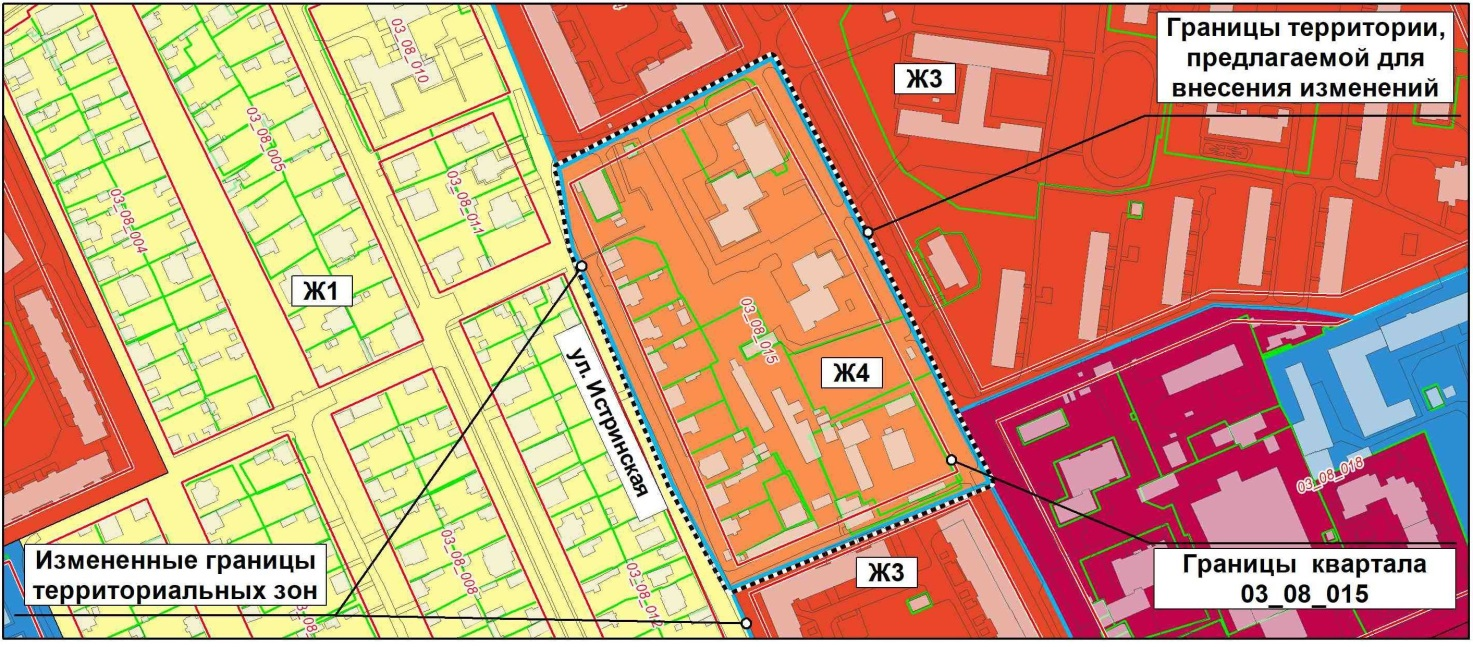 Границы территории,
предлагаемой для
внесения изменений
Ж3
03_08_010
03_08_005
03_08_011
03_08_004
Ж1
03_08_015
Ж4
ул. Истринская
03_08_018
Измененные границы
территориальных зон
03_08_008
03_08_012
Ж3
Границы квартала
03_08_015